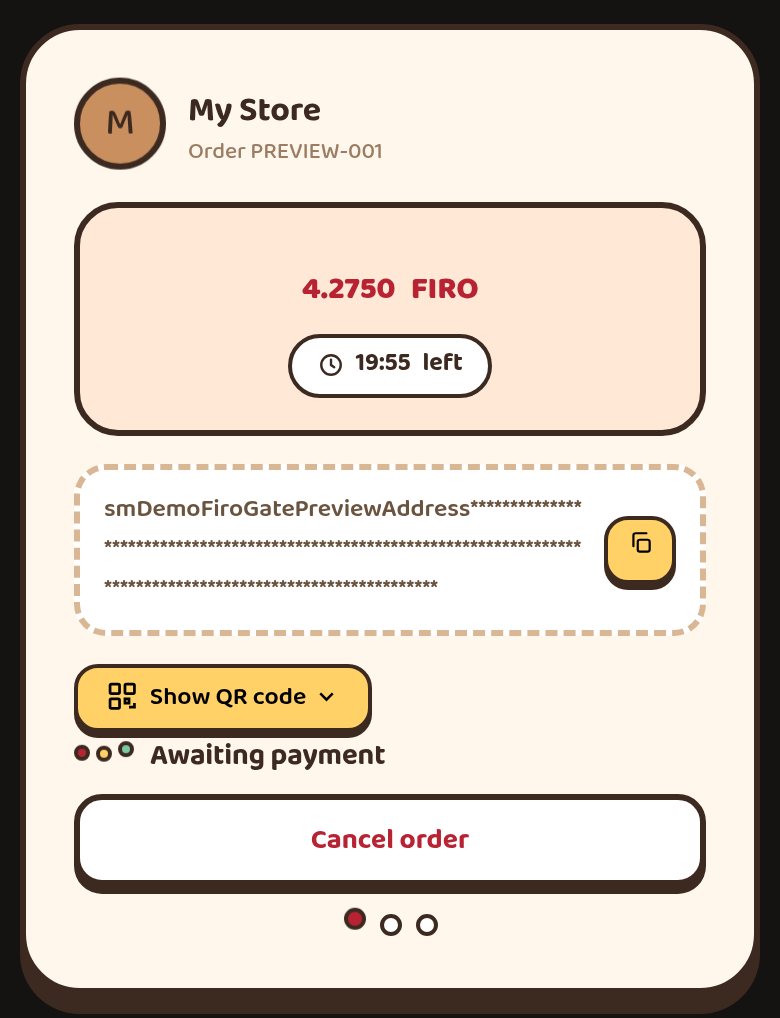 M
My Store
Order PREVIEW-001
4.2750 FIRO
19:55 left
smDemoFiroGatePreviewAddress**************
************************************************************
******************************************
Show QR code
Awaiting payment
Cancel order